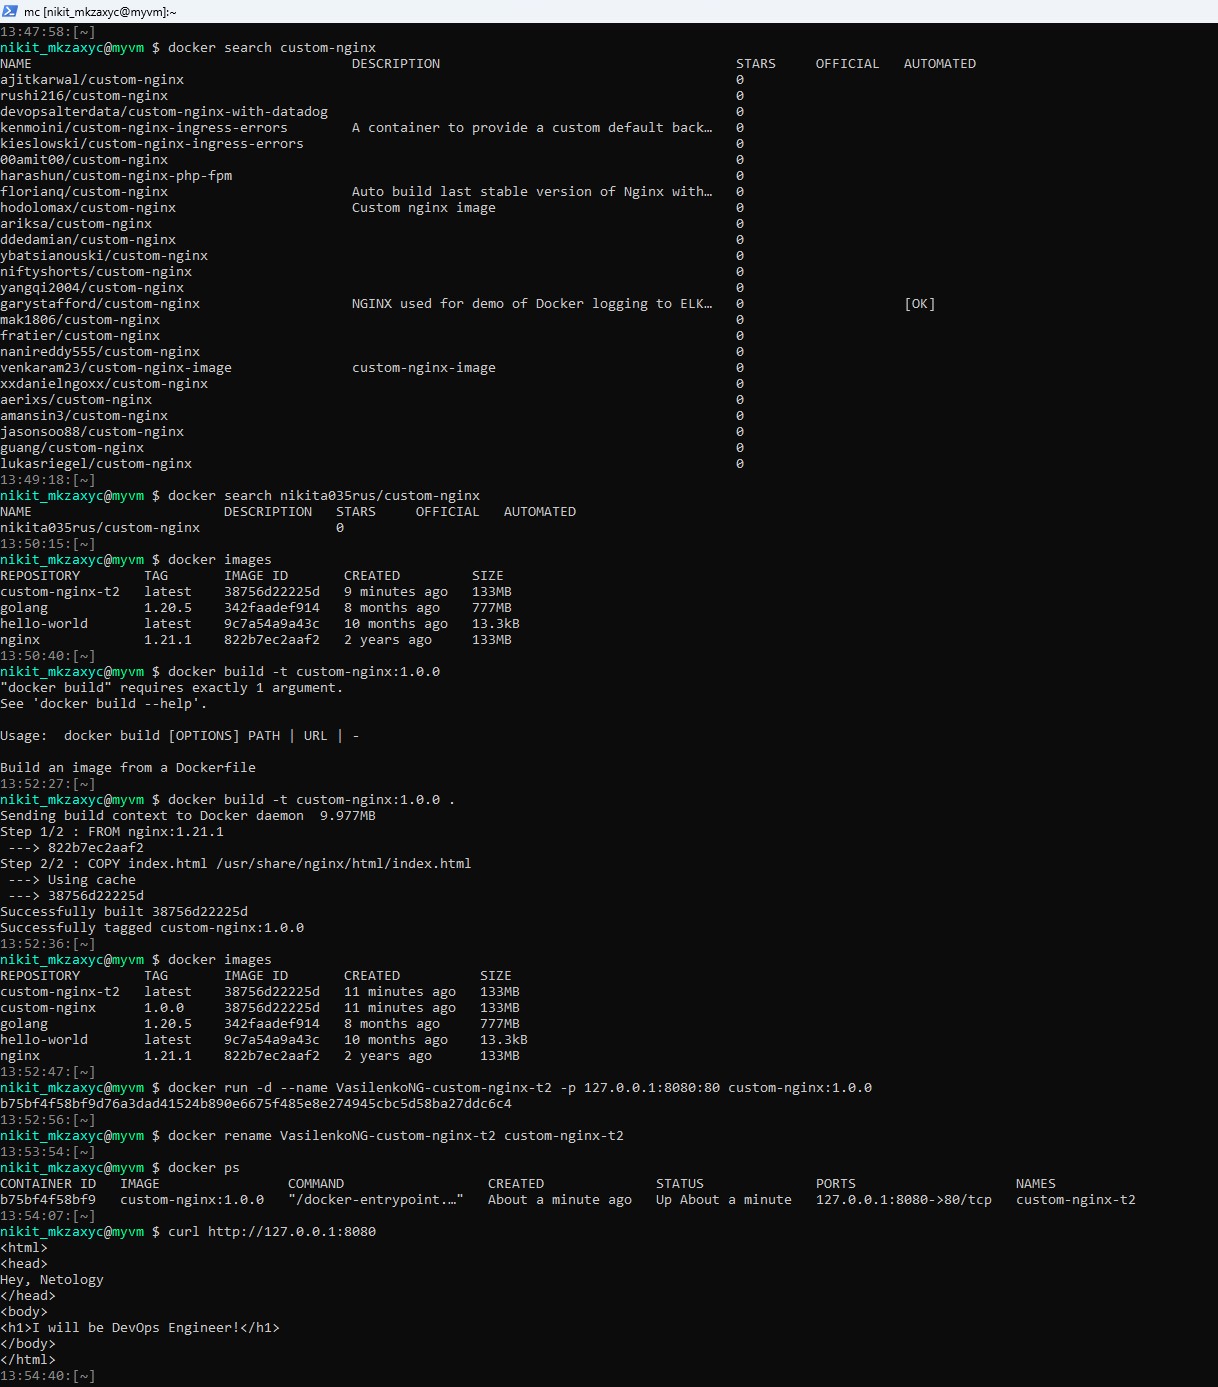 mc [nikit_mkzaxyc@myvm]:~
13:47:58:[~]
nikit_mkzaxyc@myvm $ docker search custom-nginx
NAME DESCRIPTION STARS OFFICIAL AUTOMATED
ajitkarwal/custom-nginx 0
rushi216/custom-nginx 0
devopsalterdata/custom-nginx-with-datadog 0
kenmoini/custom-nginx-ingress-errors A container to provide a custom default back… 0
kieslowski/custom-nginx-ingress-errors 0
00amit00/custom-nginx 0
harashun/custom-nginx-php-fpm 0
florianq/custom-nginx Auto build last stable version of Nginx with… 0
hodolomax/custom-nginx Custom nginx image 0
ariksa/custom-nginx 0
ddedamian/custom-nginx 0
ybatsianouski/custom-nginx 0
niftyshorts/custom-nginx 0
yangqi2004/custom-nginx 0
garystafford/custom-nginx NGINX used for demo of Docker logging to ELK… 0 [OK]
mak1806/custom-nginx 0
fratier/custom-nginx 0
nanireddy555/custom-nginx 0
venkaram23/custom-nginx-image custom-nginx-image 0
xxdanielngoxx/custom-nginx 0
aerixs/custom-nginx 0
amansin3/custom-nginx 0
jasonsoo88/custom-nginx 0
guang/custom-nginx 0
lukasriegel/custom-nginx 0
13:49:18:[~]
nikit_mkzaxyc@myvm $ docker search nikita035rus/custom-nginx
NAME DESCRIPTION STARS OFFICIAL AUTOMATED
nikita035rus/custom-nginx 0
13:50:15:[~]
nikit_mkzaxyc@myvm $ docker images
REPOSITORY TAG IMAGE ID CREATED SIZE
custom-nginx-t2 latest 38756d22225d 9 minutes ago 133MB
golang 1.20.5 342faadef914 8 months ago 777MB
hello-world latest 9c7a54a9a43c 10 months ago 13.3kB
nginx 1.21.1 822b7ec2aaf2 2 years ago 133MB
13:50:40:[~]
nikit_mkzaxyc@myvm $ docker build -t custom-nginx:1.0.0
"docker build" requires exactly 1 argument.
See 'docker build --help'.
Usage:  docker build [OPTIONS] PATH | URL | -
Build an image from a Dockerfile
13:52:27:[~]
nikit_mkzaxyc@myvm $ docker build -t custom-nginx:1.0.0 .
Sending build context to Docker daemon  9.977MB
Step 1/2 : FROM nginx:1.21.1
---> 822b7ec2aaf2
Step 2/2 : COPY index.html /usr/share/nginx/html/index.html
---> Using cache
---> 38756d22225d
Successfully built 38756d22225d
Successfully tagged custom-nginx:1.0.0
13:52:36:[~]
nikit_mkzaxyc@myvm $ docker images
REPOSITORY TAG IMAGE ID CREATED SIZE
custom-nginx-t2 latest 38756d22225d 11 minutes ago 133MB
custom-nginx 1.0.0 38756d22225d 11 minutes ago 133MB
golang 1.20.5 342faadef914 8 months ago 777MB
hello-world latest 9c7a54a9a43c 10 months ago 13.3kB
nginx 1.21.1 822b7ec2aaf2 2 years ago 133MB
13:52:47:[~]
nikit_mkzaxyc@myvm $ docker run -d --name VasilenkoNG-custom-nginx-t2 -p 127.0.0.1:8080:80 custom-nginx:1.0.0
b75bf4f58bf9d76a3dad41524b890e6675f485e8e274945cbc5d58ba27ddc6c4
13:52:56:[~]
nikit_mkzaxyc@myvm $ docker rename VasilenkoNG-custom-nginx-t2 custom-nginx-t2
13:53:54:[~]
nikit_mkzaxyc@myvm $ docker ps
CONTAINER ID IMAGE COMMAND CREATED STATUS PORTS NAMES
b75bf4f58bf9 custom-nginx:1.0.0 "/docker-entrypoint.…" About a minute ago Up About a minute 127.0.0.1:8080->80/tcp custom-nginx-t2
13:54:07:[~]
nikit_mkzaxyc@myvm $ curl http://127.0.0.1:8080
<html>
<head>
Hey, Netology
</head>
<body>
<h1>I will be DevOps Engineer!</h1>
</body>
</html>
13:54:40:[~]